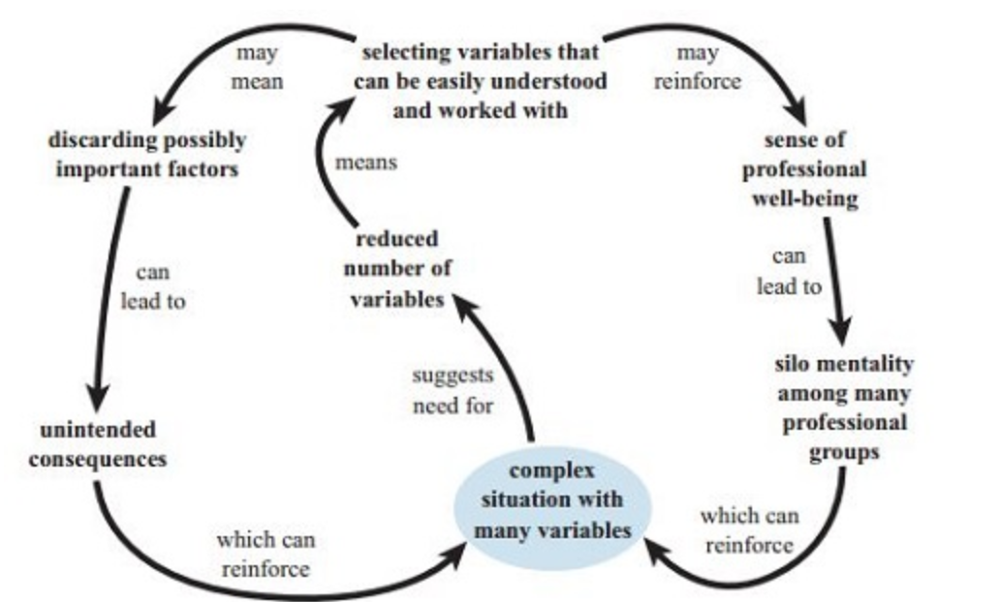 selecting variables that
can be easily understood
and worked with
may
mean
may
reinforce
discarding possibly
important factors
sense of
professional
well-being
means
reduced
number of
variables
can
lead to
can
lead to
suggests
need for
silo mentality
among many
professional
groups
unintended
consequences
complex
situation with
many variables
which can
reinforce
which can
reinforce